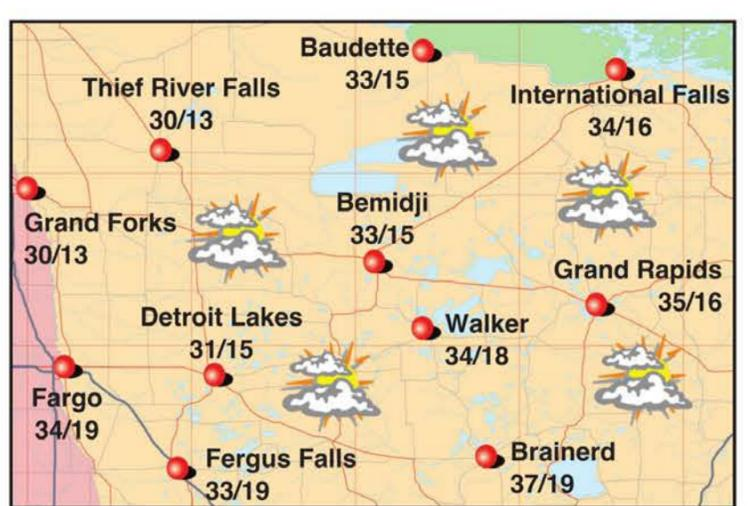 Baudette
33/15
Thief River Falls
30/13
International Falls
34/16
Bemidji
33/15
Grand Forks
30/13
Grand Rapids
35/16
Detroit Lakes
31/15
Walker
34/18
Fargo
34/19
Fergus Falls
33/19
Brainerd
37/19